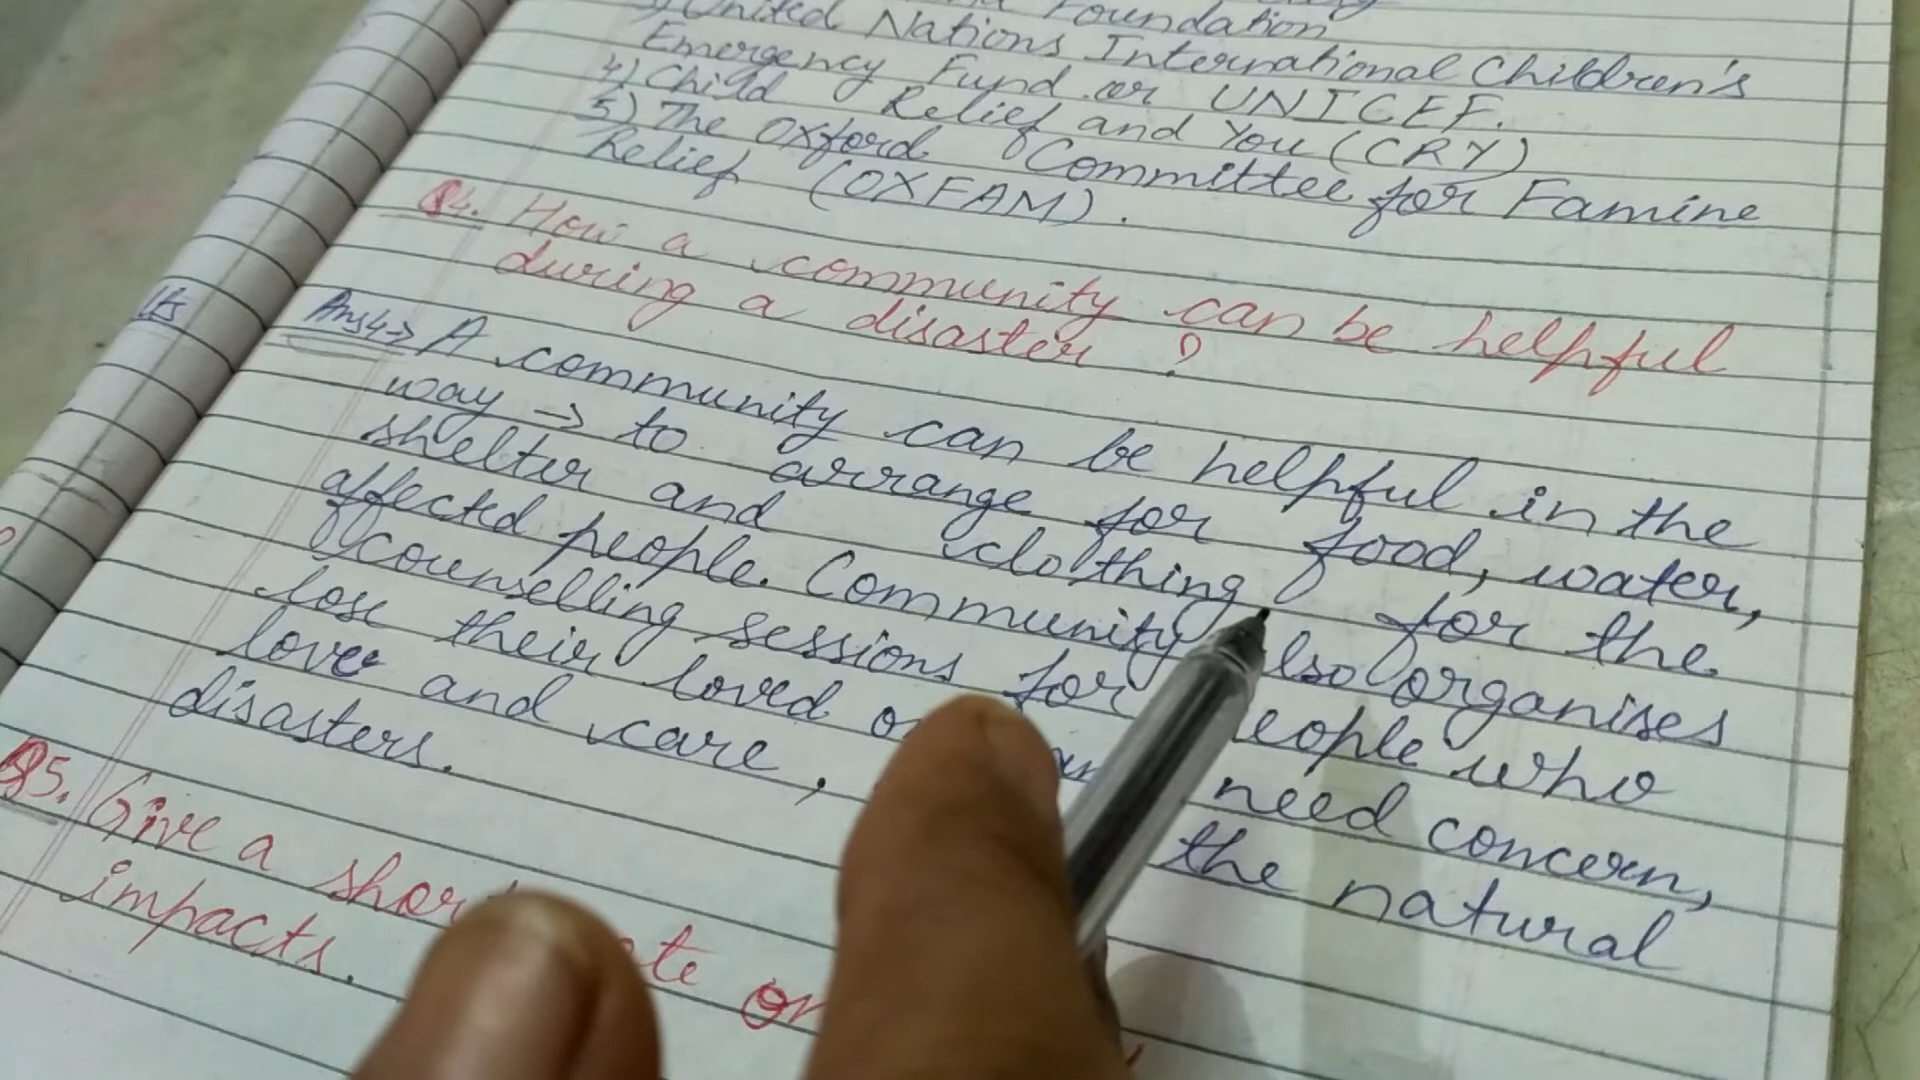 Foundation
3) United Nations International Children's
Emergency Fund or UNICEF.
4) Child Relief and You (CRY)
5) The Oxford Committee for Famine
Relief (OXFAM).
Q4. How a community can be helpful
during a disaster ?
Ans4→ A community can be helpful in the
way → to arrange for food, water,
shelter and clothing for the
affected people. Community also organises
counselling sessions for people who
lose their loved need concern,
love and care, the natural
disasters.
Q5. Give a short note on
impacts.